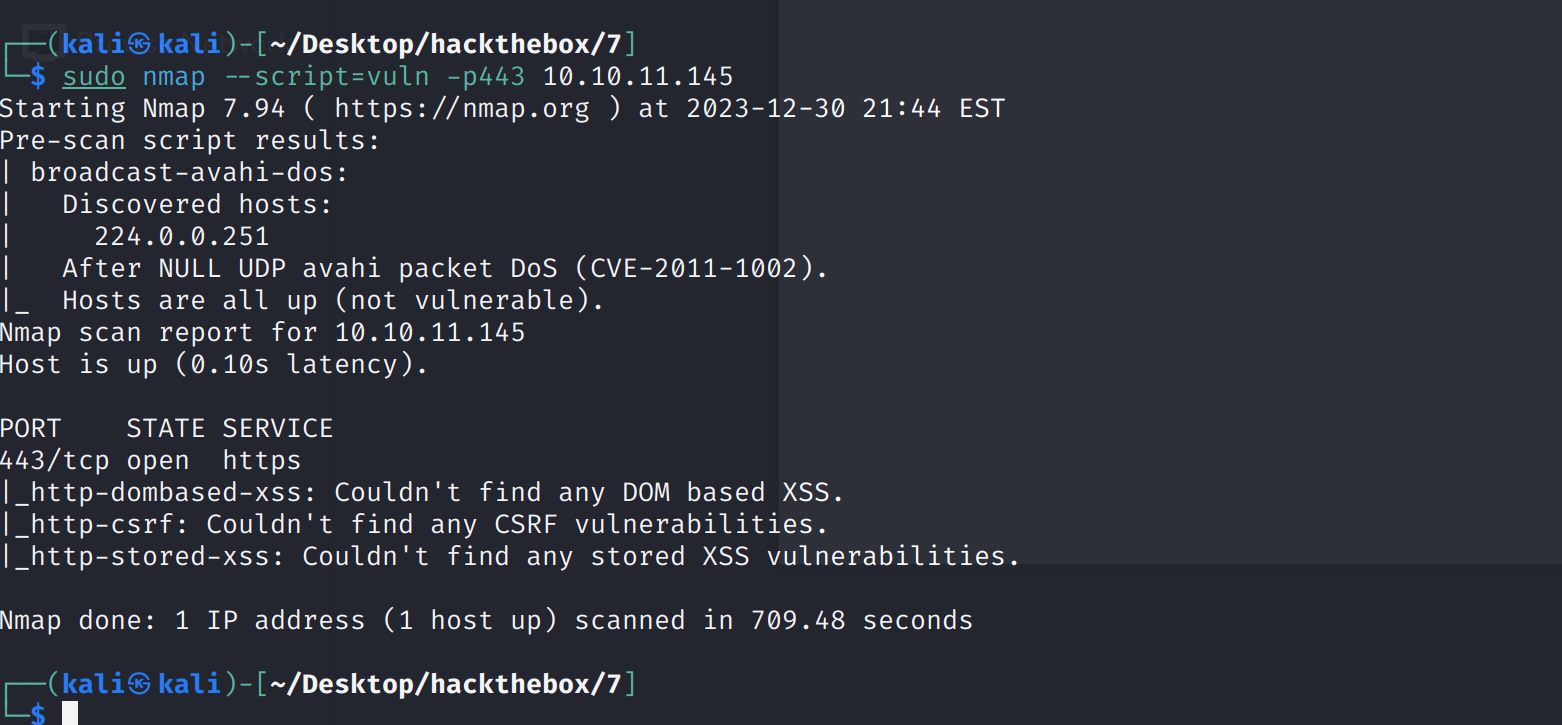 ┌──(kali㉿kali)-[~/Desktop/hackthebox/7]
└─$ sudo nmap --script=vuln -p443 10.10.11.145
Starting Nmap 7.94 ( https://nmap.org ) at 2023-12-30 21:44 EST
Pre-scan script results:
| broadcast-avahi-dos:
|   Discovered hosts:
|     224.0.0.251
|   After NULL UDP avahi packet DoS (CVE-2011-1002).
|_  Hosts are all up (not vulnerable).
Nmap scan report for 10.10.11.145
Host is up (0.10s latency).

PORT    STATE SERVICE
443/tcp open  https
|_http-dombased-xss: Couldn't find any DOM based XSS.
|_http-csrf: Couldn't find any CSRF vulnerabilities.
|_http-stored-xss: Couldn't find any stored XSS vulnerabilities.

Nmap done: 1 IP address (1 host up) scanned in 709.48 seconds

┌──(kali㉿kali)-[~/Desktop/hackthebox/7]
└─$